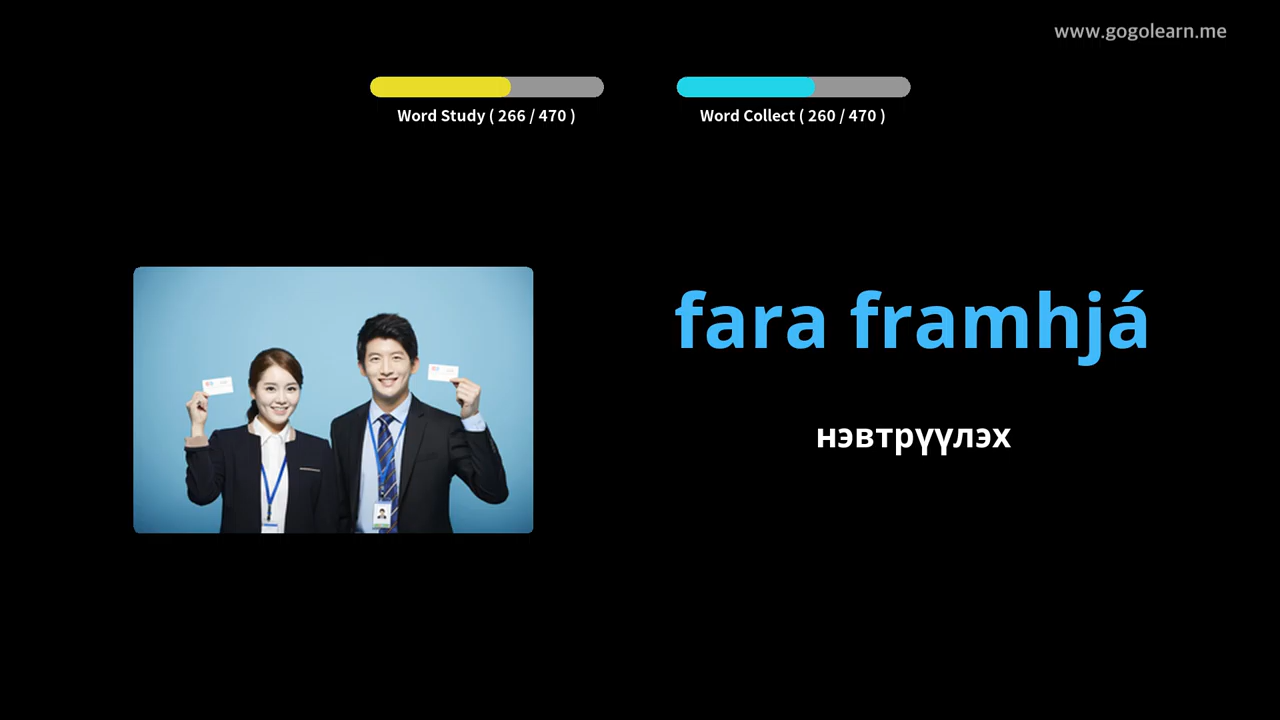 www.gogolearn.me
Word Study ( 266 / 470 )
Word Collect ( 260 / 470 )
fara framhjá
нэвтрүүлэх